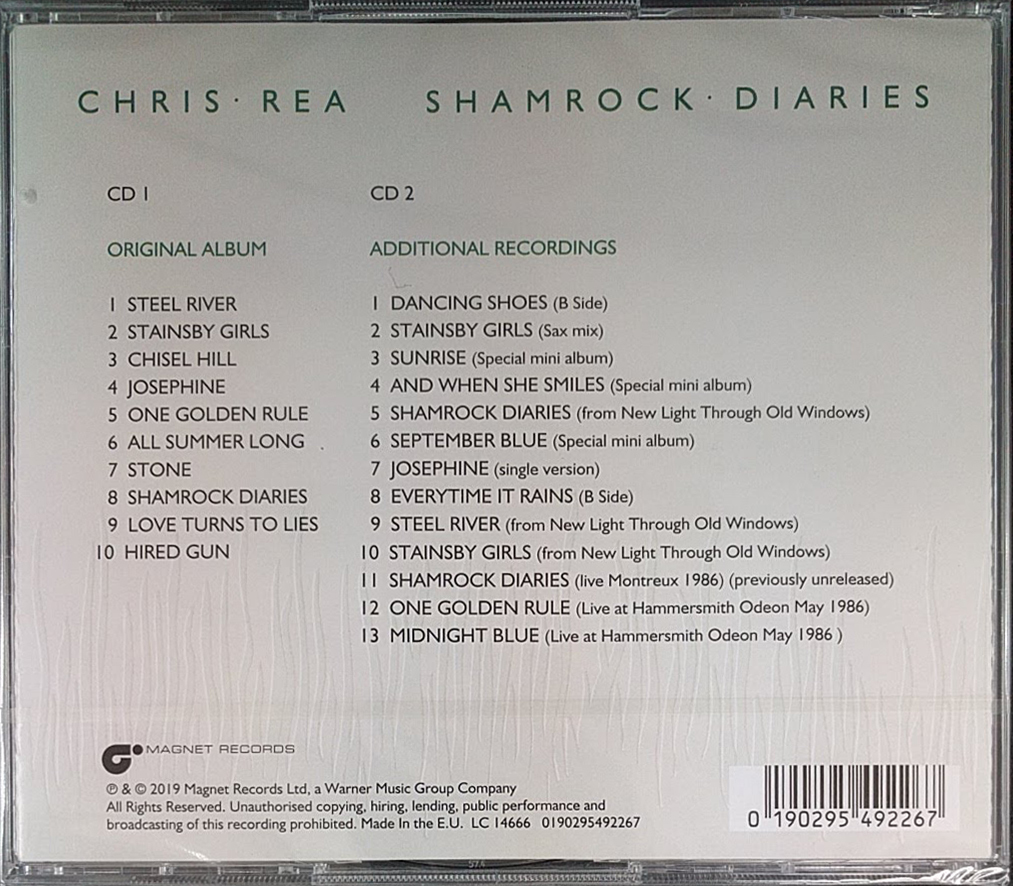 CHRIS · REA SHAMROCK · DIARIES
CD 1
ORIGINAL ALBUM
1 STEEL RIVER
2 STAINSBY GIRLS
3 CHISEL HILL
4 JOSEPHINE
5 ONE GOLDEN RULE
6 ALL SUMMER LONG
7 STONE
8 SHAMROCK DIARIES
9 LOVE TURNS TO LIES
10 HIRED GUN
CD 2
ADDITIONAL RECORDINGS
1 DANCING SHOES (B Side)
2 STAINSBY GIRLS (Sax mix)
3 SUNRISE (Special mini album)
4 AND WHEN SHE SMILES (Special mini album)
5 SHAMROCK DIARIES (from New Light Through Old Windows)
6 SEPTEMBER BLUE (Special mini album)
7 JOSEPHINE (single version)
8 EVERYTIME IT RAINS (B Side)
9 STEEL RIVER (from New Light Through Old Windows)
10 STAINSBY GIRLS (from New Light Through Old Windows)
11 SHAMROCK DIARIES (live Montreux 1986) (previously unreleased)
12 ONE GOLDEN RULE (Live at Hammersmith Odeon May 1986)
13 MIDNIGHT BLUE (Live at Hammersmith Odeon May 1986 )
MAGNET RECORDS
℗ & © 2019 Magnet Records Ltd, a Warner Music Group Company
All Rights Reserved. Unauthorised copying, hiring, lending, public performance and
broadcasting of this recording prohibited. Made In the E.U. LC 14666 0190295492267
0 190295 492267